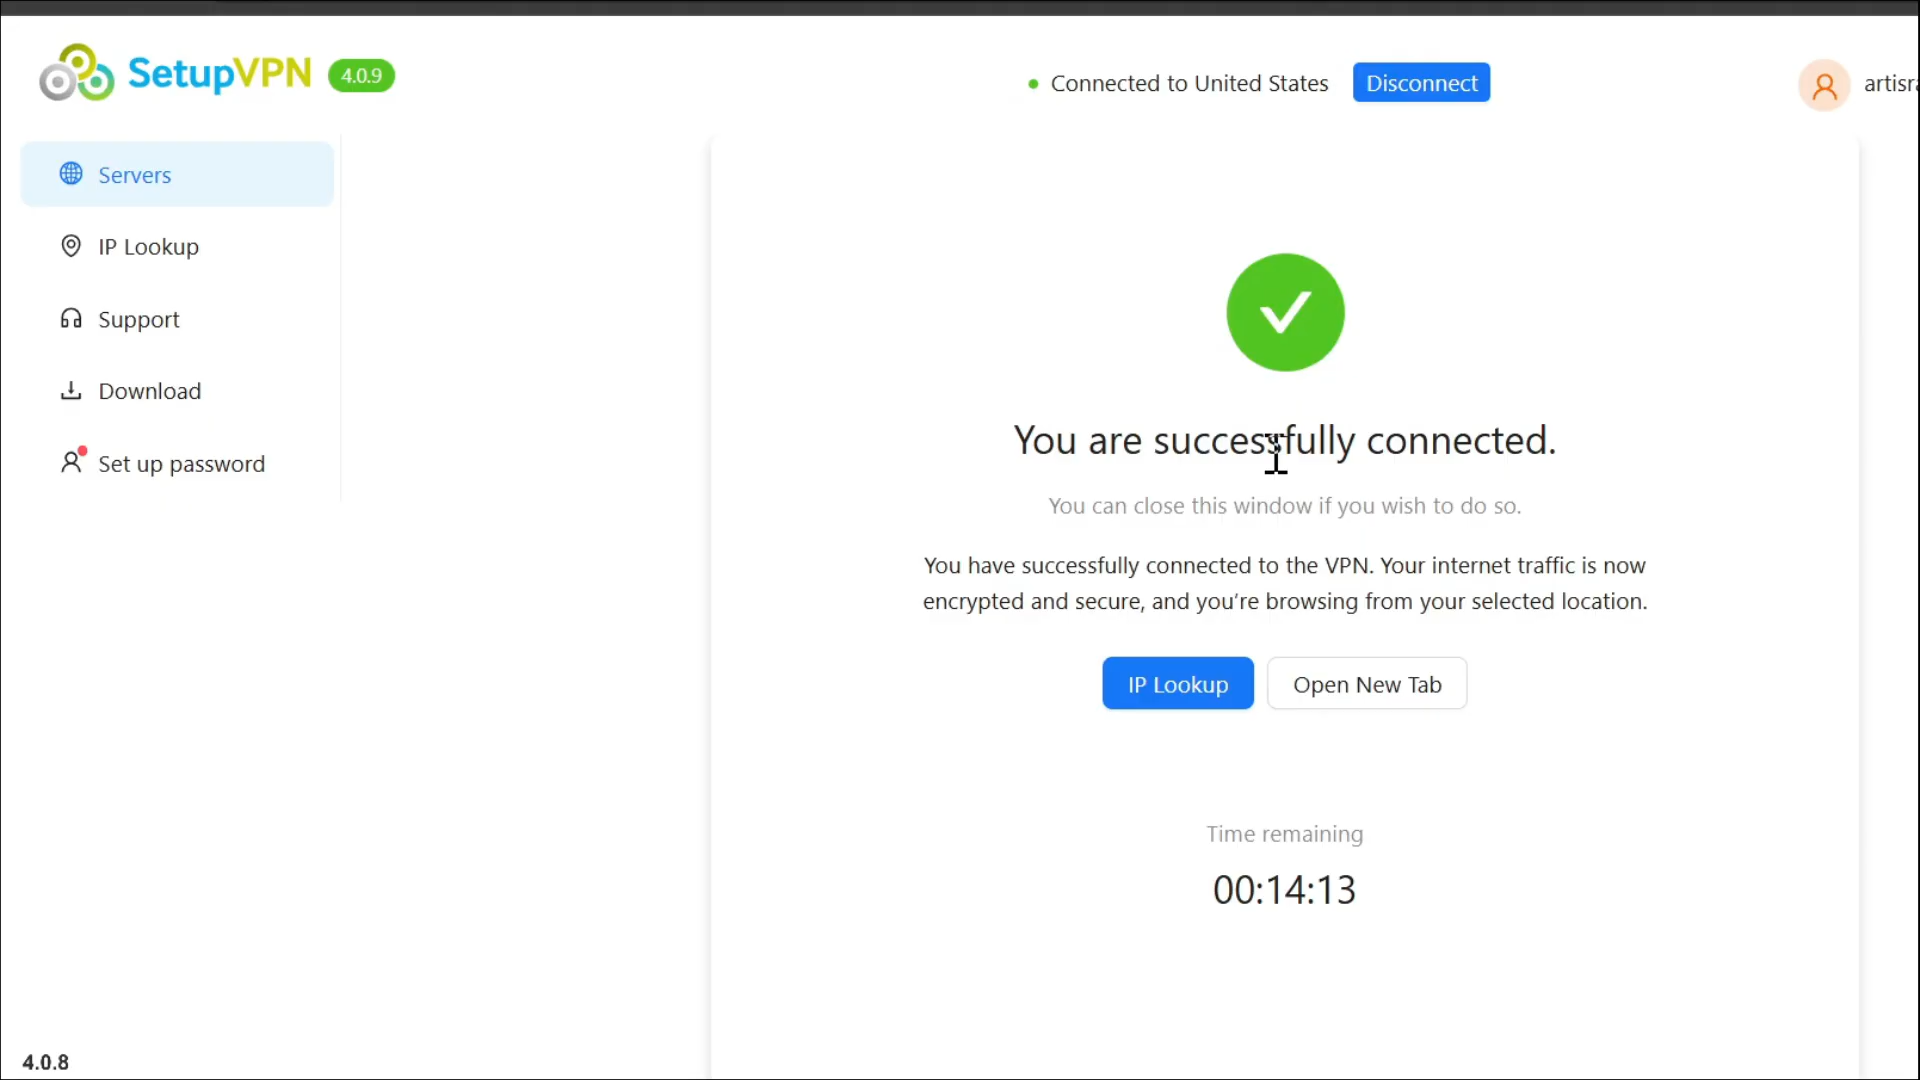 SetupVPN 4.0.9
Connected to United States Disconnect
Servers
IP Lookup
Support
Download
Set up password
You are successfully connected.
You can close this window if you wish to do so.
You have successfully connected to the VPN. Your internet traffic is now
encrypted and secure, and you’re browsing from your selected location.
IP Lookup Open New Tab
Time remaining
00:14:13
4.0.8